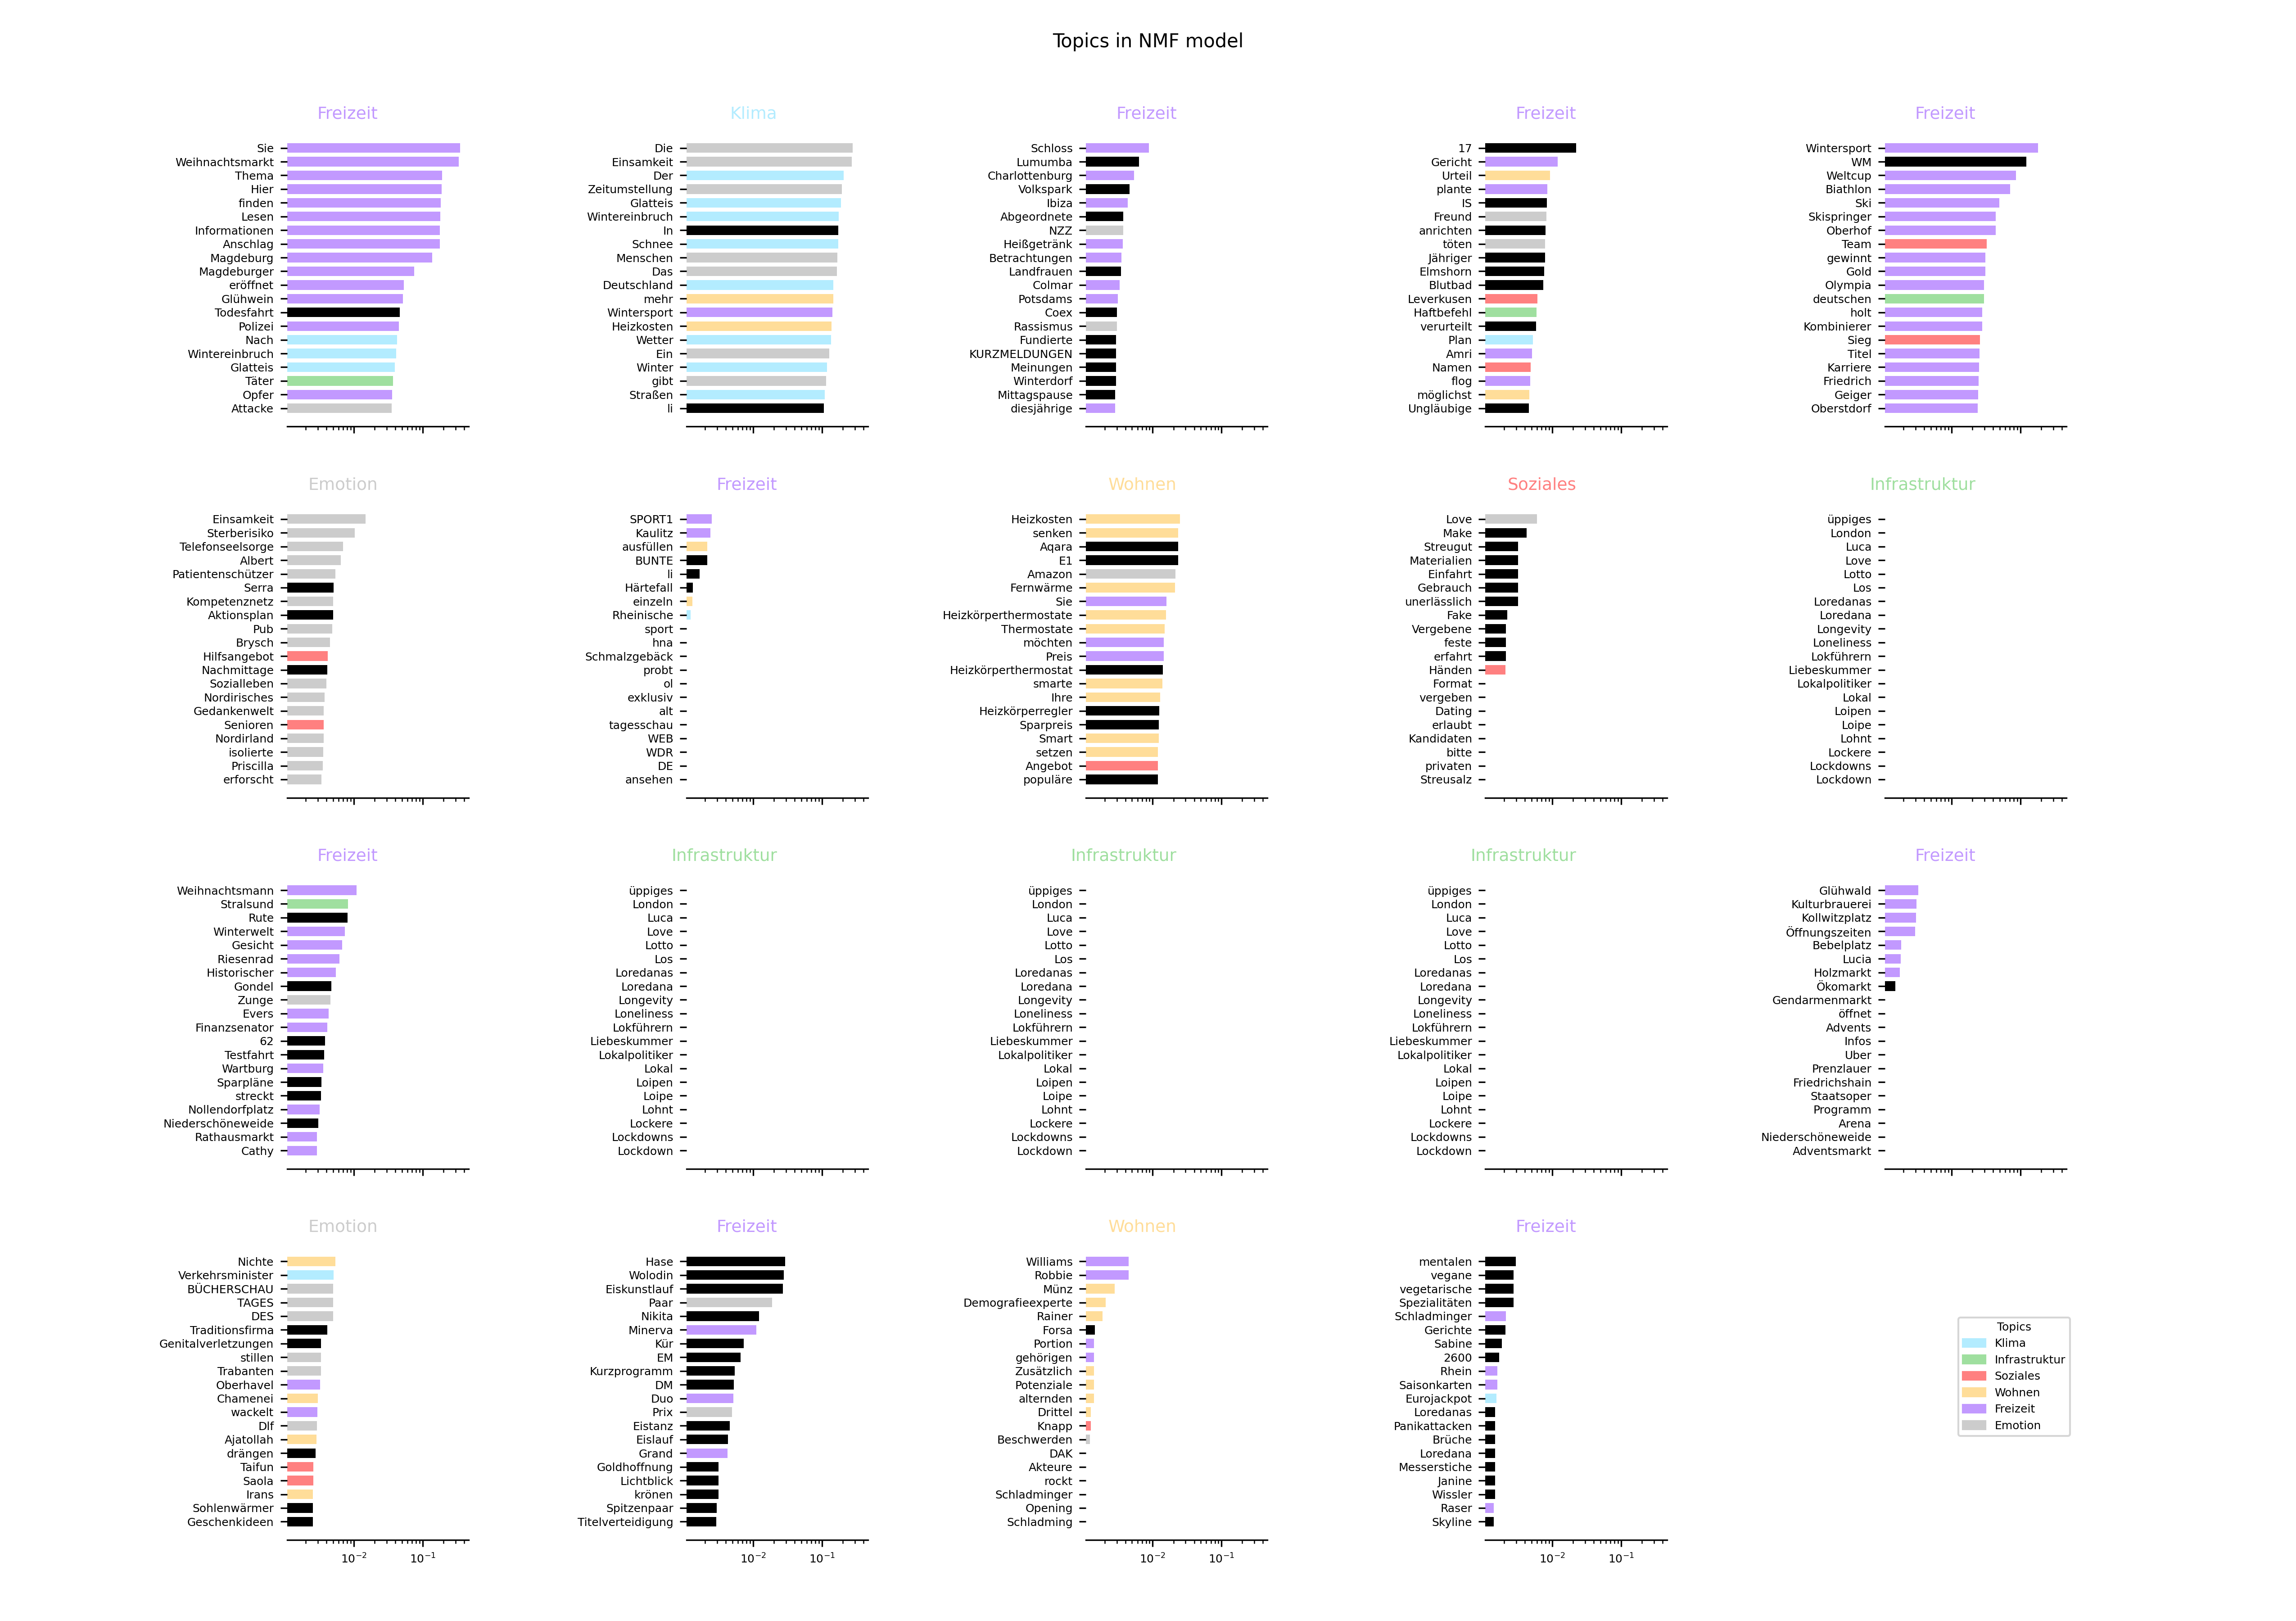 Topics in NMF model
Freizeit
Sie
Weihnachtsmarkt
Thema
Hier
finden
Lesen
Informationen
Anschlag
Magdeburg
Magdeburger
eröffnet
Glühwein
Todesfahrt
Polizei
Nach
Wintereinbruch
Glatteis
Täter
Opfer
Attacke
Klima
Die
Einsamkeit
Der
Zeitumstellung
Glatteis
Wintereinbruch
In
Schnee
Menschen
Das
Deutschland
mehr
Wintersport
Heizkosten
Wetter
Ein
Winter
gibt
Straßen
li
Freizeit
Schloss
Lumumba
Charlottenburg
Volkspark
Ibiza
Abgeordnete
NZZ
Heißgetränk
Betrachtungen
Landfrauen
Colmar
Potsdams
Coex
Rassismus
Fundierte
KURZMELDUNGEN
Meinungen
Winterdorf
Mittagspause
diesjährige
Freizeit
17
Gericht
Urteil
plante
IS
Freund
anrichten
töten
Jähriger
Elmshorn
Blutbad
Leverkusen
Haftbefehl
verurteilt
Plan
Amri
Namen
flog
möglichst
Ungläubige
Freizeit
Wintersport
WM
Weltcup
Biathlon
Ski
Skispringer
Oberhof
Team
gewinnt
Gold
Olympia
deutschen
holt
Kombinierer
Sieg
Titel
Karriere
Friedrich
Geiger
Oberstdorf
Emotion
Einsamkeit
Sterberisiko
Telefonseelsorge
Albert
Patientenschützer
Serra
Kompetenznetz
Aktionsplan
Pub
Brysch
Hilfsangebot
Nachmittage
Sozialleben
Nordirisches
Gedankenwelt
Senioren
Nordirland
isolierte
Priscilla
erforscht
Freizeit
SPORT1
Kaulitz
ausfüllen
BUNTE
li
Härtefall
einzeln
Rheinische
sport
hna
Schmalzgebäck
probt
ol
exklusiv
alt
tagesschau
WEB
WDR
DE
ansehen
Wohnen
Heizkosten
senken
Aqara
E1
Amazon
Fernwärme
Sie
Heizkörperthermostate
Thermostate
möchten
Preis
Heizkörperthermostat
smarte
Ihre
Heizkörperregler
Sparpreis
Smart
setzen
Angebot
populäre
Soziales
Love
Make
Streugut
Materialien
Einfahrt
Gebrauch
unerlässlich
Fake
Vergebene
feste
erfahrt
Händen
Format
vergeben
Dating
erlaubt
Kandidaten
bitte
privaten
Streusalz
Infrastruktur
üppiges
London
Luca
Love
Lotto
Los
Loredanas
Loredana
Longevity
Loneliness
Lokführern
Liebeskummer
Lokalpolitiker
Lokal
Loipen
Loipe
Lohnt
Lockere
Lockdowns
Lockdown
Freizeit
Weihnachtsmann
Stralsund
Rute
Winterwelt
Gesicht
Riesenrad
Historischer
Gondel
Zunge
Evers
Finanzsenator
62
Testfahrt
Wartburg
Sparpläne
streckt
Nollendorfplatz
Niederschöneweide
Rathausmarkt
Cathy
Infrastruktur
üppiges
London
Luca
Love
Lotto
Los
Loredanas
Loredana
Longevity
Loneliness
Lokführern
Liebeskummer
Lokalpolitiker
Lokal
Loipen
Loipe
Lohnt
Lockere
Lockdowns
Lockdown
Infrastruktur
üppiges
London
Luca
Love
Lotto
Los
Loredanas
Loredana
Longevity
Loneliness
Lokführern
Liebeskummer
Lokalpolitiker
Lokal
Loipen
Loipe
Lohnt
Lockere
Lockdowns
Lockdown
Infrastruktur
üppiges
London
Luca
Love
Lotto
Los
Loredanas
Loredana
Longevity
Loneliness
Lokführern
Liebeskummer
Lokalpolitiker
Lokal
Loipen
Loipe
Lohnt
Lockere
Lockdowns
Lockdown
Freizeit
Glühwald
Kulturbrauerei
Kollwitzplatz
Öffnungszeiten
Bebelplatz
Lucia
Holzmarkt
Ökomarkt
Gendarmenmarkt
öffnet
Advents
Infos
Uber
Prenzlauer
Friedrichshain
Staatsoper
Programm
Arena
Niederschöneweide
Adventsmarkt
Emotion
Nichte
Verkehrsminister
BÜCHERSCHAU
TAGES
DES
Traditionsfirma
Genitalverletzungen
stillen
Trabanten
Oberhavel
Chamenei
wackelt
Dlf
Ajatollah
drängen
Taifun
Saola
Irans
Sohlenwärmer
Geschenkideen
10⁻² 10⁻¹
Freizeit
Hase
Wolodin
Eiskunstlauf
Paar
Nikita
Minerva
Kür
EM
Kurzprogramm
DM
Duo
Prix
Eistanz
Eislauf
Grand
Goldhoffnung
Lichtblick
krönen
Spitzenpaar
Titelverteidigung
10⁻² 10⁻¹
Wohnen
Williams
Robbie
Münz
Demografieexperte
Rainer
Forsa
Portion
gehörigen
Zusätzlich
Potenziale
alternden
Drittel
Knapp
Beschwerden
DAK
Akteure
rockt
Schladminger
Opening
Schladming
10⁻² 10⁻¹
Freizeit
mentalen
vegane
vegetarische
Spezialitäten
Schladminger
Gerichte
Sabine
2600
Rhein
Saisonkarten
Eurojackpot
Loredanas
Panikattacken
Brüche
Loredana
Messerstiche
Janine
Wissler
Raser
Skyline
10⁻² 10⁻¹
Topics
Klima
Infrastruktur
Soziales
Wohnen
Freizeit
Emotion